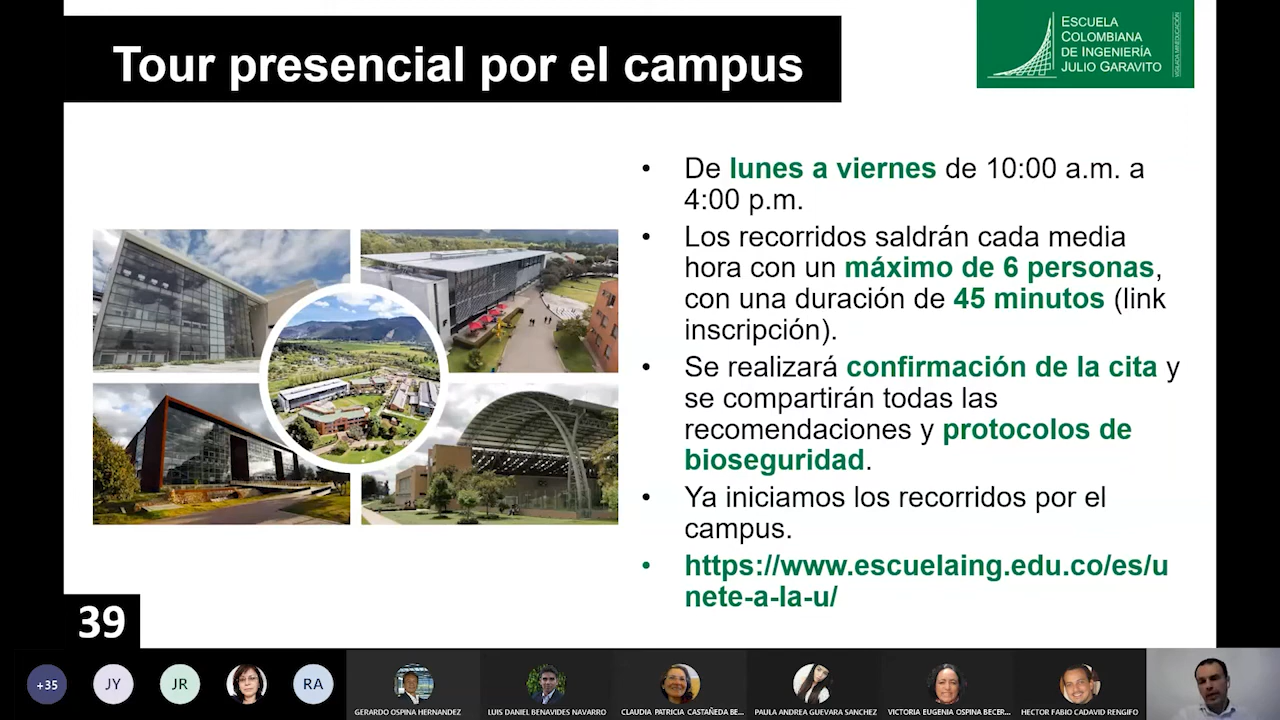 Tour presencial por el campus
ESCUELA
COLOMBIANA
DE INGENIERÍA
JULIO GARAVITO
VIGILADA MINEDUCACIÓN
• De lunes a viernes de 10:00 a.m. a
4:00 p.m.
• Los recorridos saldrán cada media
hora con un máximo de 6 personas,
con una duración de 45 minutos (link
inscripción).
• Se realizará confirmación de la cita y
se compartirán todas las
recomendaciones y protocolos de
bioseguridad.
• Ya iniciamos los recorridos por el
campus.
• https://www.escuelaing.edu.co/es/u
nete-a-la-u/
39
+35
JY
JR
RA
GERARDO OSPINA HERNANDEZ
LUIS DANIEL BENAVIDES NAVARRO
CLAUDIA PATRICIA CASTAÑEDA BE...
PAULA ANDREA GUEVARA SANCHEZ
VICTORIA EUGENIA OSPINA BECER...
HECTOR FABIO CADAVID RENGIFO